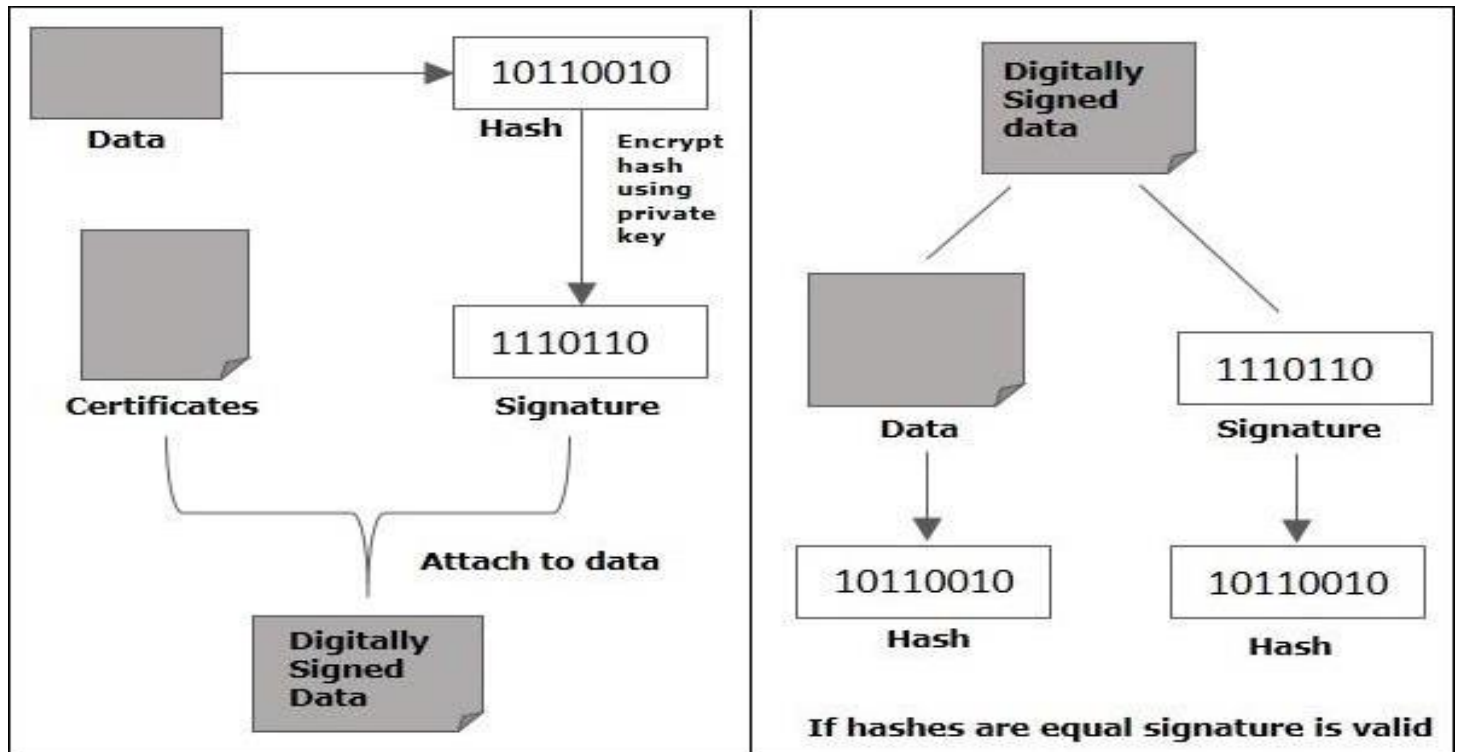 10110010
Data
Hash
Encrypt
hash
using
private
key
1110110
Certificates
Signature
Attach to data
Digitally
Signed
Data
Digitally
Signed
data
Data
1110110
Signature
10110010
Hash
10110010
Hash
If hashes are equal signature is valid